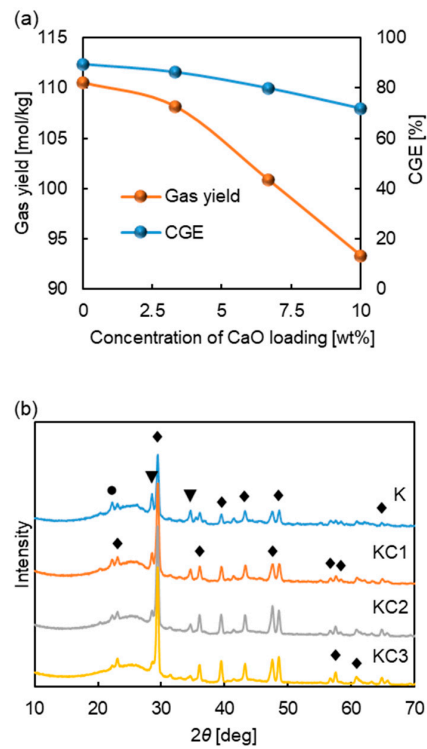 (a)
115
110
105
100
95
90
Gas yield [mol/kg]
Gas yield
CGE
100
80
60
40
20
0
CGE [%]
0
2.5
5
7.5
10
Concentration of CaO loading [wt%]
(b)
Intensity
K
KC1
KC2
KC3
10
20
30
40
50
60
70
2θ [deg]